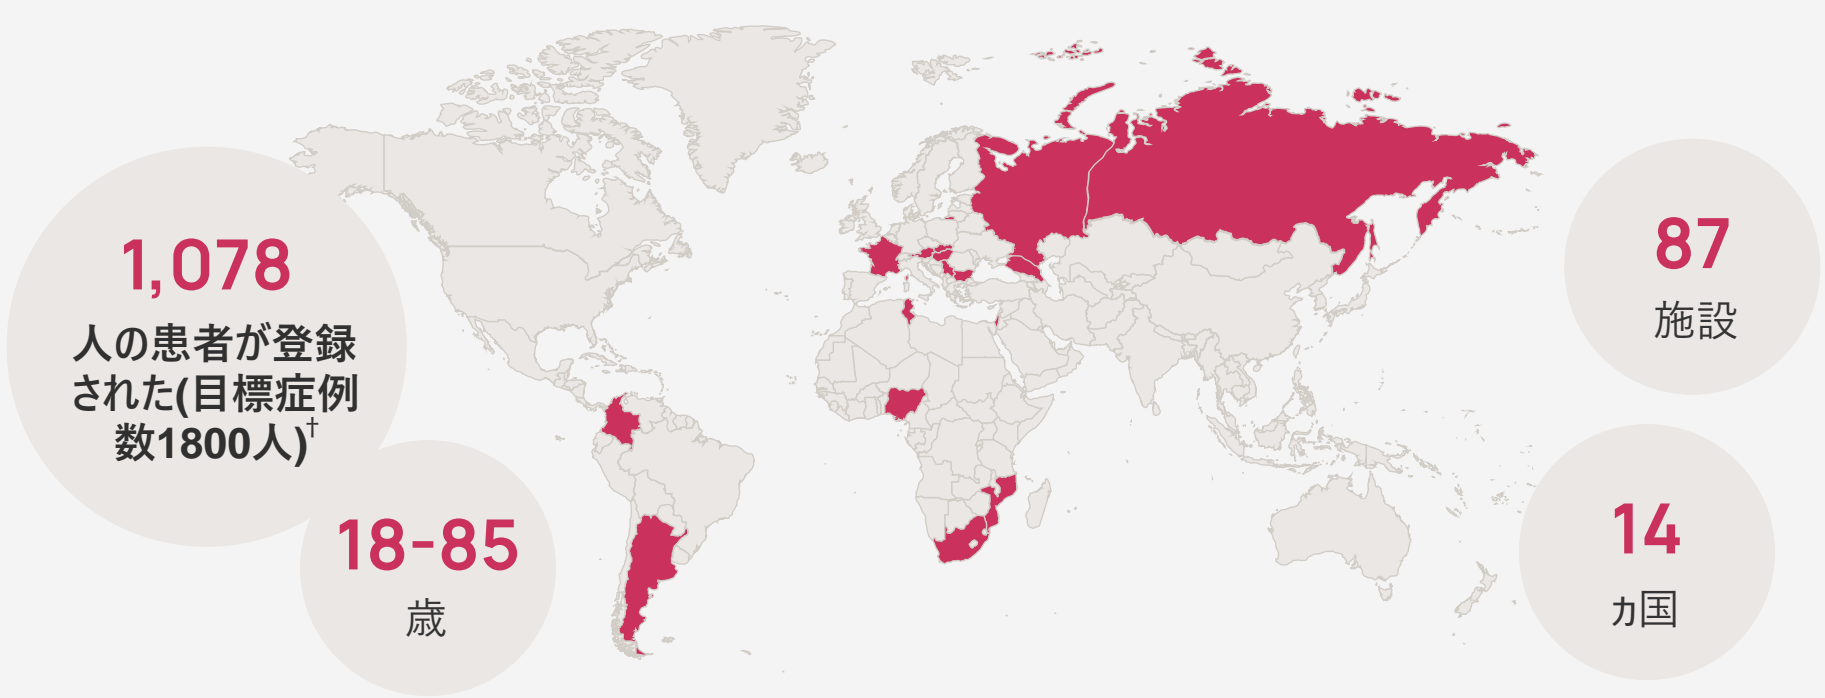 1,078
人の患者が登録
された(目標症例
数1800人)†
18-85
歳
87
施設
14
ヵ国